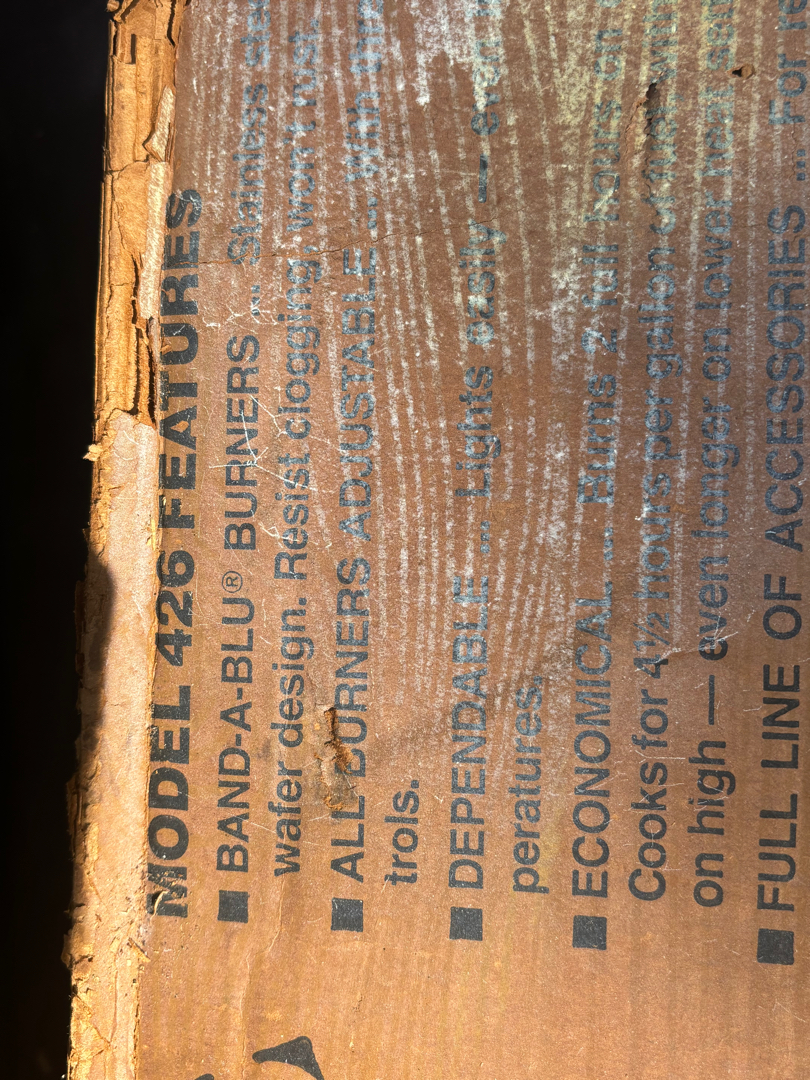 MODEL 426 FEATURES
■ BAND-A-BLU® BURNERS ... Stainless
wafer design. Resist clogging, won't rust.
■ ALL BURNERS ADJUSTABLE ... with
trols.
■ DEPENDABLE ... Lights easily — even
peratures.
■ ECONOMICAL ... Burns 2 full hours on
Cooks for 4½ hours per gallon of fuel
on high — even longer on lower heat
■ FULL LINE OF ACCESSORIES ... For